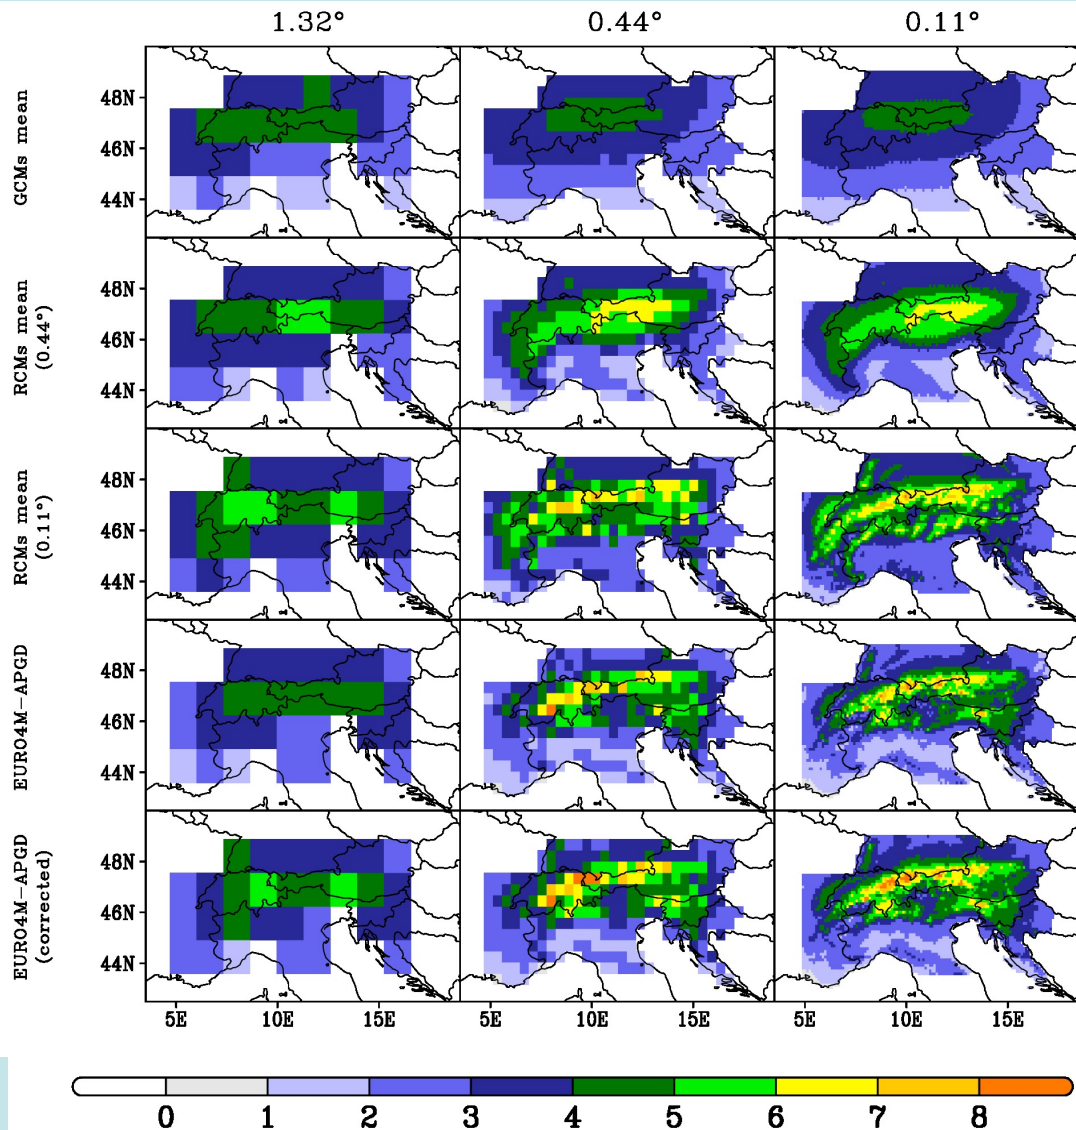 1.32° 0.44° 0.11°
GCMs mean
48N
46N
44N
RCMs mean
(0.44°)
48N
46N
44N
RCMs mean
(0.11°)
48N
46N
44N
EURO4M-APGD
48N
46N
44N
EURO4M-APGD
(corrected)
48N
46N
44N
5E 10E 15E 5E 10E 15E 5E 10E 15E
0 1 2 3 4 5 6 7 8